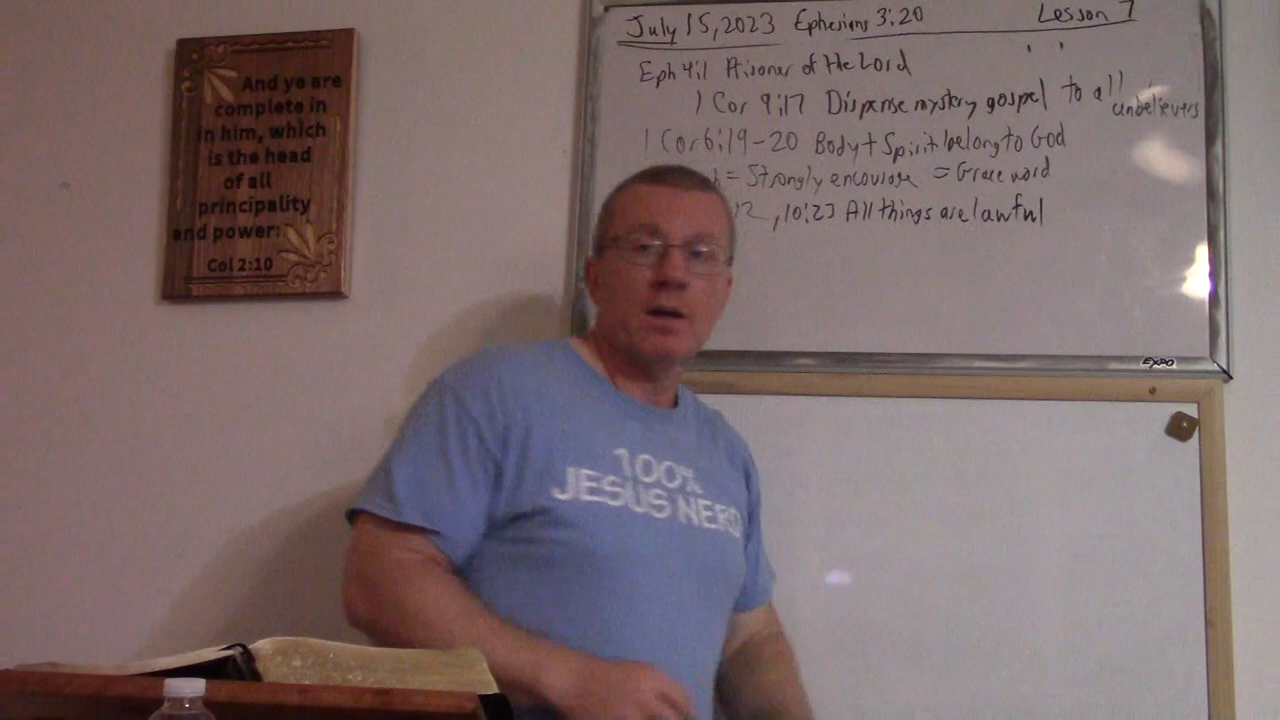 And ye are
complete in
in him, which
is the head
of all
principality
and power:
Col 2:10
July 15, 2023 Ephesians 3:20 Lesson 7
Eph 4:1 Prisoner of the Lord
1 Cor 9:17 Dispense mystery gospel to all unbelievers
1 Cor 6:19-20 Body + Spirit belong to God
= Strongly encourage = Grace word
12, 10:23 All things are lawful
EXPO
100%
JESUS NERD